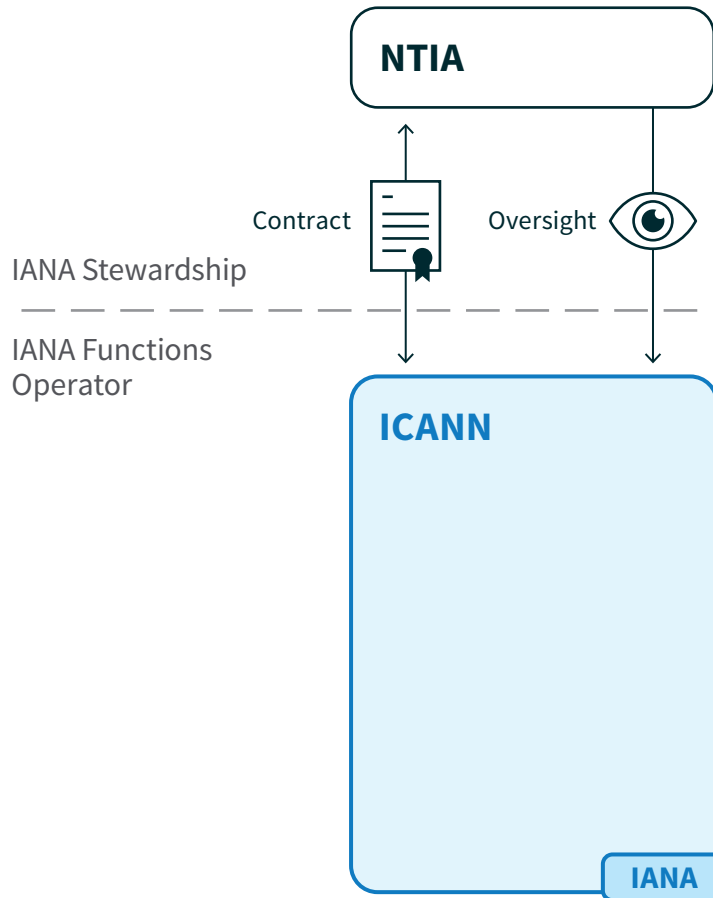 NTIA
Contract
Oversight
IANA Stewardship
IANA Functions
Operator
ICANN
IANA